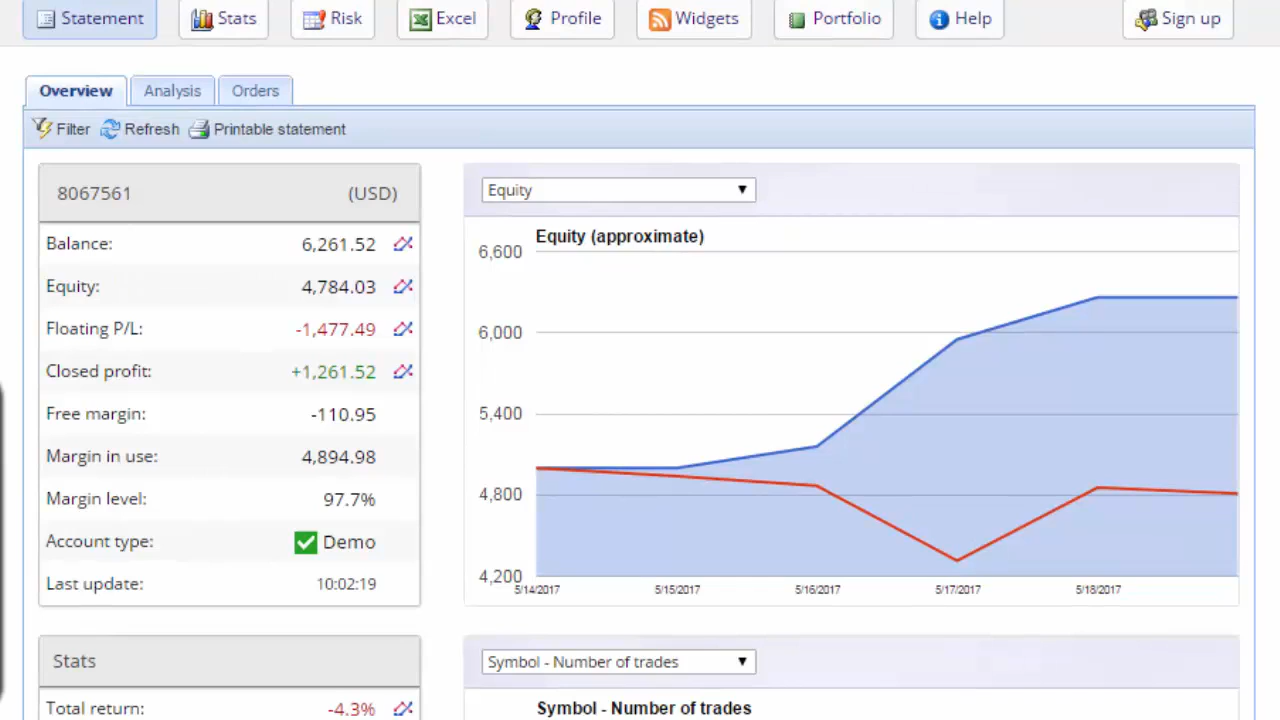 Statement Stats Risk Excel Profile Widgets Portfolio Help Sign up
Overview Analysis Orders
Filter Refresh Printable statement
8067561 (USD)
Balance: 6,261.52
Equity: 4,784.03
Floating P/L: -1,477.49
Closed profit: +1,261.52
Free margin: -110.95
Margin in use: 4,894.98
Margin level: 97.7%
Account type: Demo
Last update: 10:02:19
Equity
Equity (approximate)
6,600
6,000
5,400
4,800
4,200
5/14/2017 5/15/2017 5/16/2017 5/17/2017 5/18/2017
Stats
Total return: -4.3%
Symbol - Number of trades
Symbol - Number of trades